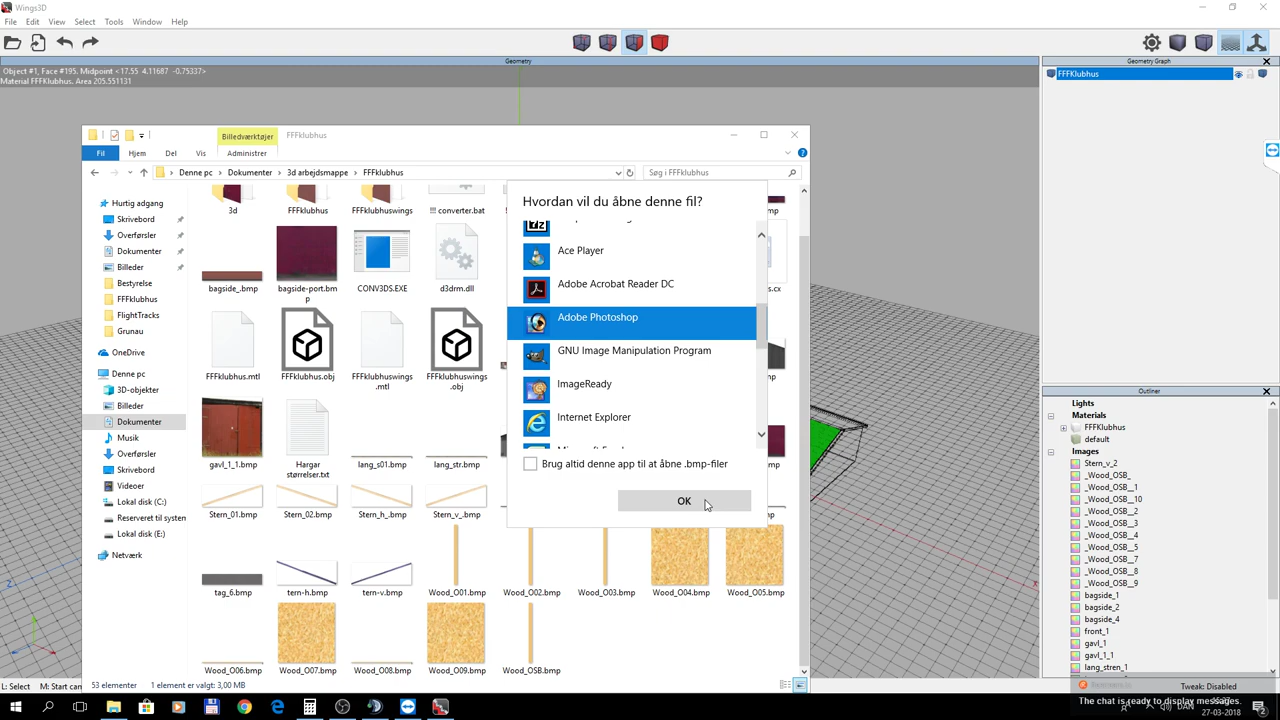 Wings3D
File Edit View Select Tools Window Help
Geometry
Object #1, Face #195, Midpoint <17.55 4.11687 -0.75337>
Material FFFKlubhus, Area 205.551131
Geometry Graph
FFFKlubhus
Billedværktøjer
FFFklubhus
Fil Hjem Del Vis Administrer
Denne pc Dokumenter 3d arbejdsmappe FFFklubhus
Søg i FFFklubhus
Hurtig adgang
Skrivebord
Overførsler
Dokumenter
Billeder
Bestyrelse
FFFklubhus
FlightTracks
Grunau
OneDrive
Denne pc
3D-objekter
Billeder
Dokumenter
Musik
Overførsler
Skrivebord
Videoer
Lokal disk (C:)
Reserveret til system
Lokal disk (E:)
Netværk
3d FFFklubhus FFFklubhuswings !!! converter.bat
bagside_.bmp bagside-port.bmp CONV3DS.EXE d3drm.dll
FFFklubhus.mtl FFFklubhus.obj FFFklubhuswings.mtl FFFklubhuswings.obj
gavl_1_1.bmp Hargar størrelser.txt lang_s01.bmp lang_str.bmp
Stern_01.bmp Stern_02.bmp Stern_h_.bmp Stern_v_.bmp
tag_6.bmp tern-h.bmp tern-v.bmp Wood_O01.bmp Wood_O02.bmp Wood_O03.bmp Wood_O04.bmp Wood_O05.bmp
Wood_O06.bmp Wood_O07.bmp Wood_O08.bmp Wood_O09.bmp Wood_OSB.bmp
53 elementer 1 element er valgt: 3,00 MB
Hvordan vil du åbne denne fil?
Ace Player
Adobe Acrobat Reader DC
Adobe Photoshop
GNU Image Manipulation Program
ImageReady
Internet Explorer
Brug altid denne app til at åbne .bmp-filer
OK
Outliner
Lights
Materials
FFFKlubhus
default
Images
Stern_v_2
_Wood_OSB_
_Wood_OSB__1
_Wood_OSB__10
_Wood_OSB__2
_Wood_OSB__3
_Wood_OSB__4
_Wood_OSB__5
_Wood_OSB__7
_Wood_OSB__8
_Wood_OSB__9
bagside_1
bagside_2
bagside_4
front_1
gavl_1
gavl_1_1
lang_stren_1
L: Select M: Start cam
Tweak: Disabled
The chat is ready to display messages.
DAN
27-03-2018